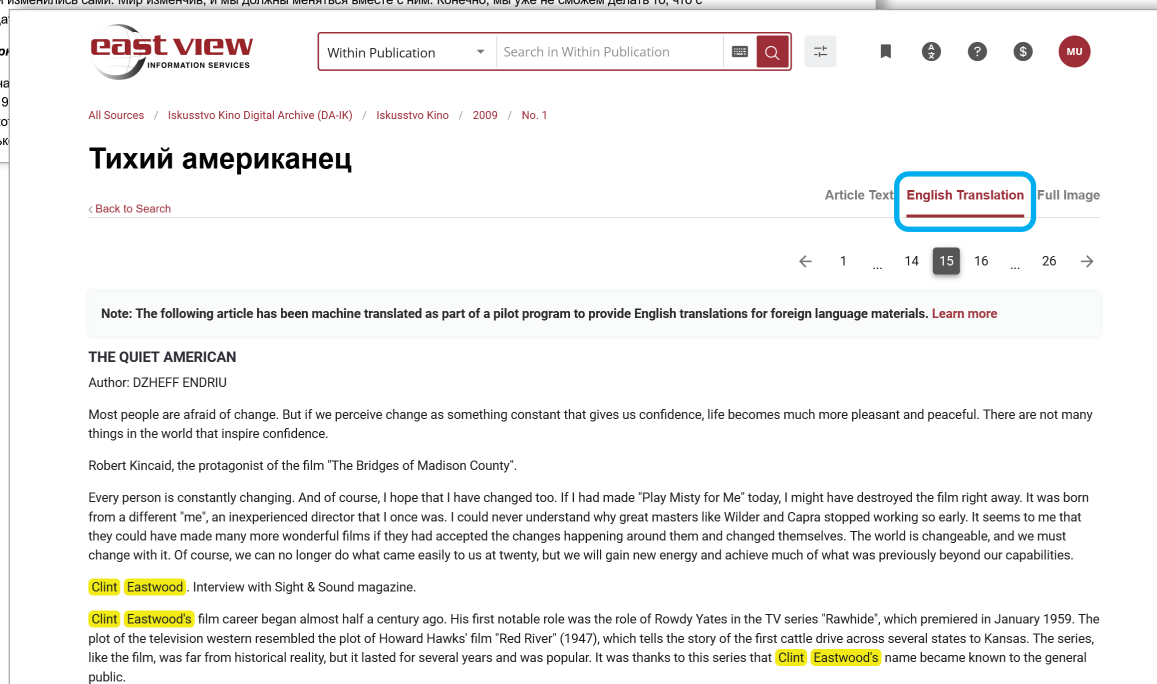 и изменились сами. Мир изменчив, и мы должны меняться вместе с ним. Конечно, мы уже не сможем делать то, что с
east view
INFORMATION SERVICES
Within Publication
Search in Within Publication
MU
All Sources / Iskusstvo Kino Digital Archive (DA-IK) / Iskusstvo Kino / 2009 / No. 1
Тихий американец
Article Text English Translation Full Image
‹ Back to Search
← 1 ... 14 15 16 ... 26 →
Note: The following article has been machine translated as part of a pilot program to provide English translations for foreign language materials. Learn more
THE QUIET AMERICAN
Author: DZHEFF ENDRIU
Most people are afraid of change. But if we perceive change as something constant that gives us confidence, life becomes much more pleasant and peaceful. There are not many
things in the world that inspire confidence.
Robert Kincaid, the protagonist of the film "The Bridges of Madison County".
Every person is constantly changing. And of course, I hope that I have changed too. If I had made "Play Misty for Me" today, I might have destroyed the film right away. It was born
from a different "me", an inexperienced director that I once was. I could never understand why great masters like Wilder and Capra stopped working so early. It seems to me that
they could have made many more wonderful films if they had accepted the changes happening around them and changed themselves. The world is changeable, and we must
change with it. Of course, we can no longer do what came easily to us at twenty, but we will gain new energy and achieve much of what was previously beyond our capabilities.
Clint Eastwood. Interview with Sight & Sound magazine.
Clint Eastwood's film career began almost half a century ago. His first notable role was the role of Rowdy Yates in the TV series "Rawhide", which premiered in January 1959. The
plot of the television western resembled the plot of Howard Hawks' film "Red River" (1947), which tells the story of the first cattle drive across several states to Kansas. The series,
like the film, was far from historical reality, but it lasted for several years and was popular. It was thanks to this series that Clint Eastwood's name became known to the general
public.